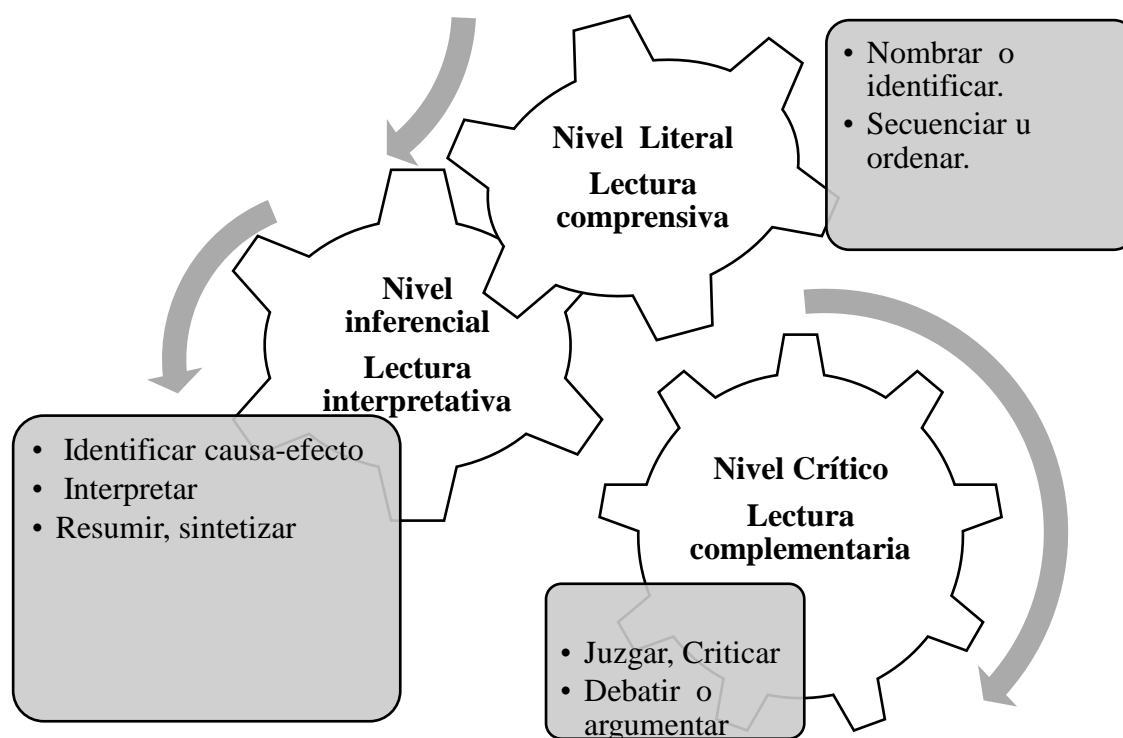 • Nombrar o
identificar.
• Secuenciar u
ordenar.
Nivel Literal
Lectura
comprensiva
Nivel
inferencial
Lectura
interpretativa
• Identificar causa-efecto
• Interpretar
• Resumir, sintetizar
Nivel Crítico
Lectura
complementaria
• Juzgar, Criticar
• Debatir o
argumentar